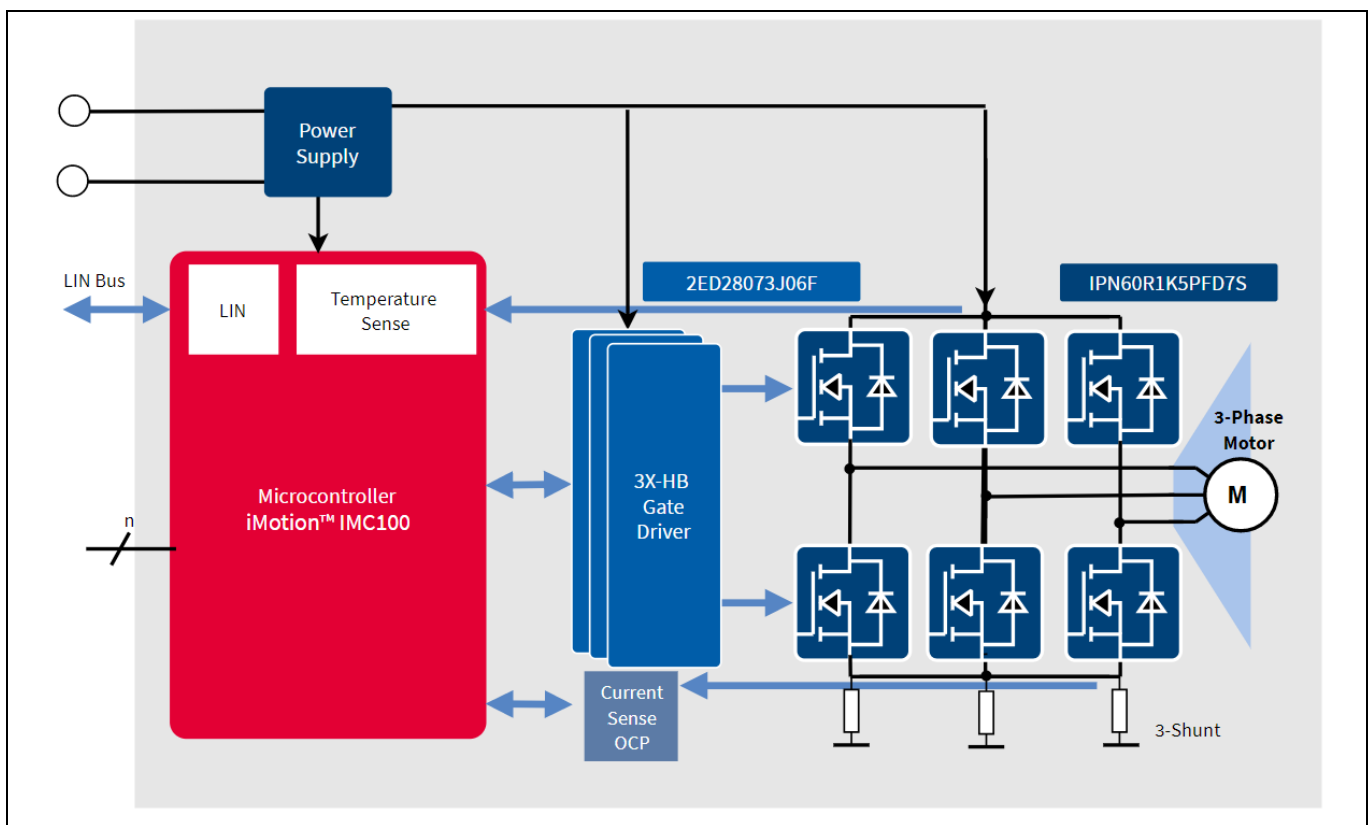 Power
Supply
LIN Bus
LIN
Temperature
Sense
2ED28073J06F
IPN60R1K5PFD7S
3-Phase
Motor
M
Microcontroller
iMotion™ IMC100
n
3X-HB
Gate
Driver
Current
Sense
OCP
3-Shunt